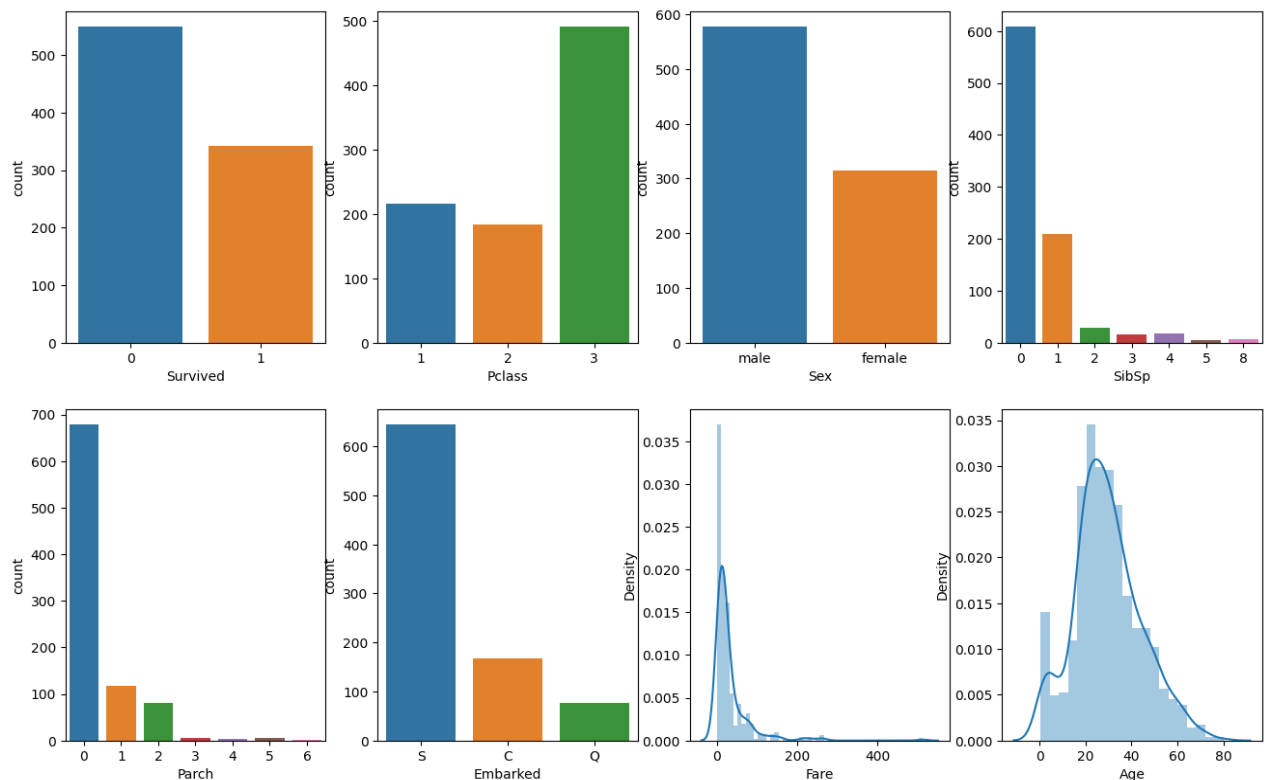 count
500
400
300
200
100
0
0 1
Survived
count
500
400
300
200
100
0
1 2 3
Pclass
count
600
500
400
300
200
100
0
male female
Sex
count
600
500
400
300
200
100
0
0 1 2 3 4 5 8
SibSp
count
700
600
500
400
300
200
100
0
0 1 2 3 4 5 6
Parch
count
600
500
400
300
200
100
0
S C Q
Embarked
Density
0.035
0.030
0.025
0.020
0.015
0.010
0.005
0.000
0 200 400
Fare
Density
0.035
0.030
0.025
0.020
0.015
0.010
0.005
0.000
0 20 40 60 80
Age